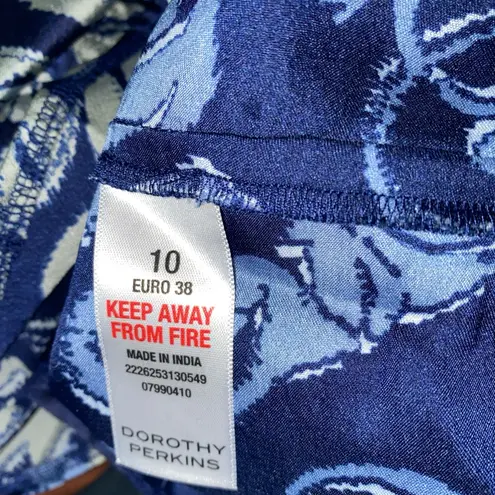 10
EURO 38
KEEP AWAY
FROM FIRE
MADE IN INDIA
2226253130549
07990410
DOROTHY
PERKINS